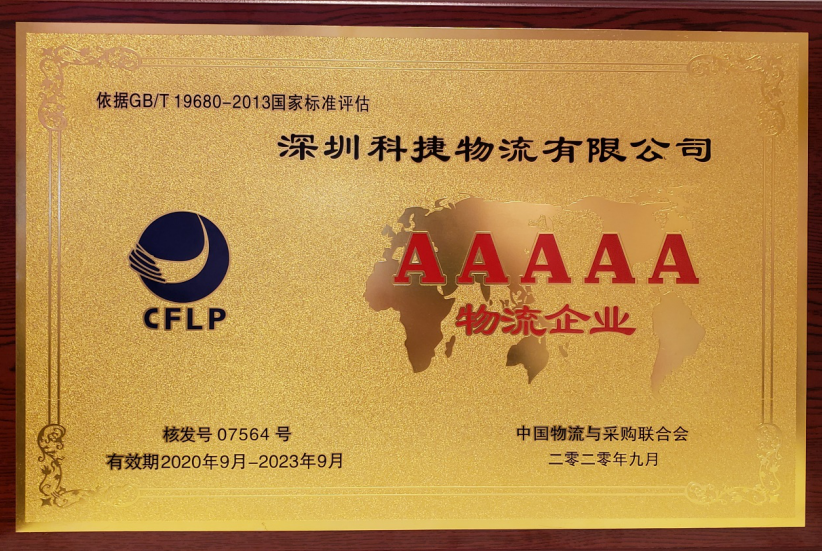 依据GB/T 19680-2013国家标准评估
深圳科捷物流有限公司
AAAAA
物流企业
CFLP
核发号 07564 号
有效期2020年9月-2023年9月
中国物流与采购联合会
二零二零年九月